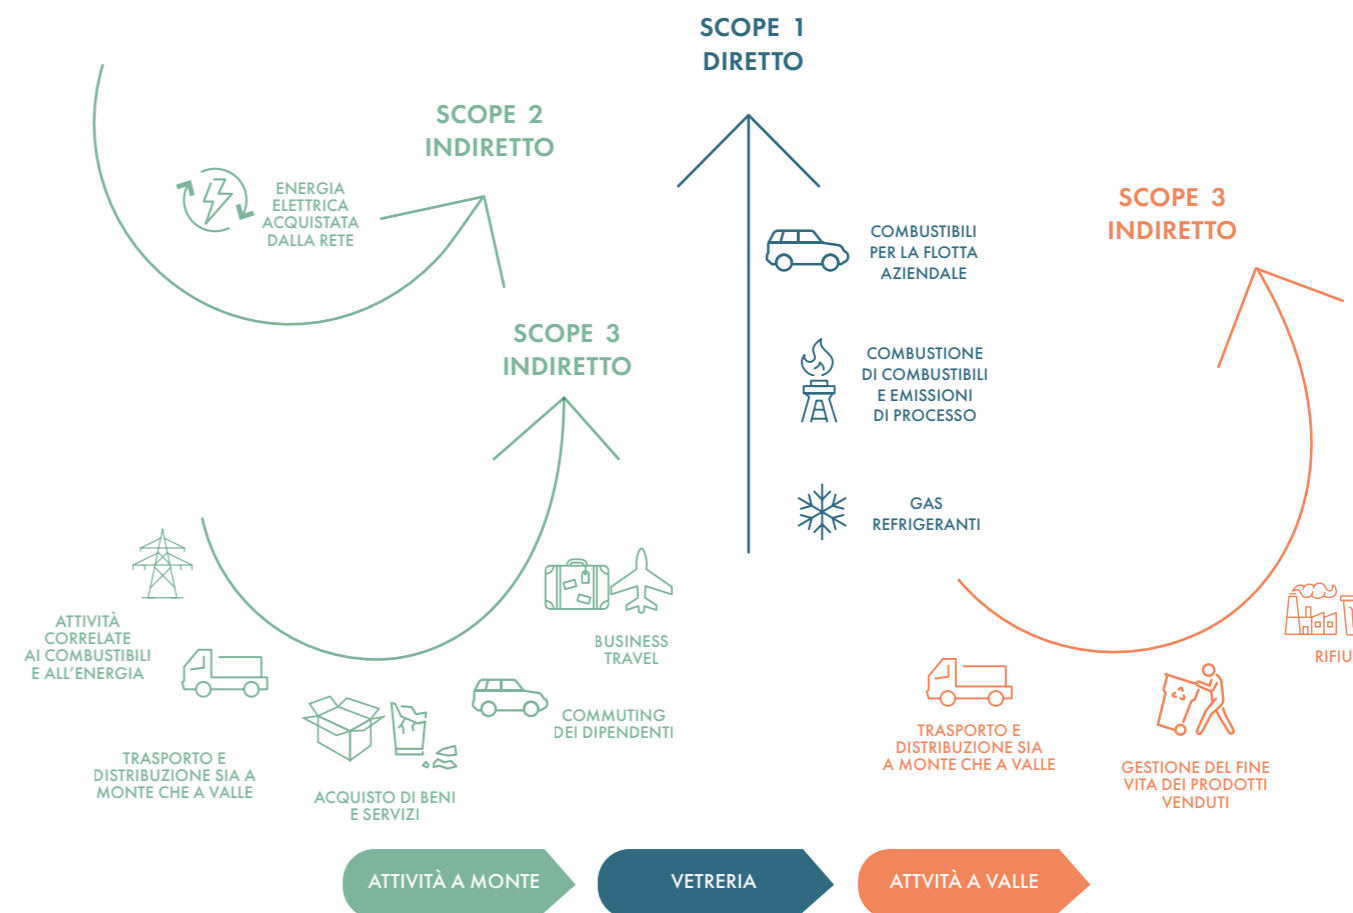 SCOPE 1
DIRETTO
SCOPE 2
INDIRETTO
ENERGIA
ELETTRICA
ACQUISTATA
DALLA RETE
SCOPE 3
INDIRETTO
ATTIVITÀ
CORRELATE
AI COMBUSTIBILI
E ALL'ENERGIA
TRASPORTO E
DISTRIBUZIONE SIA A
MONTE CHE A VALLE
ACQUISTO DI BENI
E SERVIZI
COMMUTING
DEI DIPENDENTI
BUSINESS
TRAVEL
COMBUSTIBILI
PER LA FLOTTA
AZIENDALE
COMBUSTIONE
DI COMBUSTIBILI
E EMISSIONI
DI PROCESSO
GAS
REFRIGERANTI
SCOPE 3
INDIRETTO
TRASPORTO E
DISTRIBUZIONE SIA
A MONTE CHE A VALLE
GESTIONE DEL FINE
VITA DEI PRODOTTI
VENDUTI
RIFIU
ATTIVITÀ A MONTE
VETRERIA
ATTVITÀ A VALLE